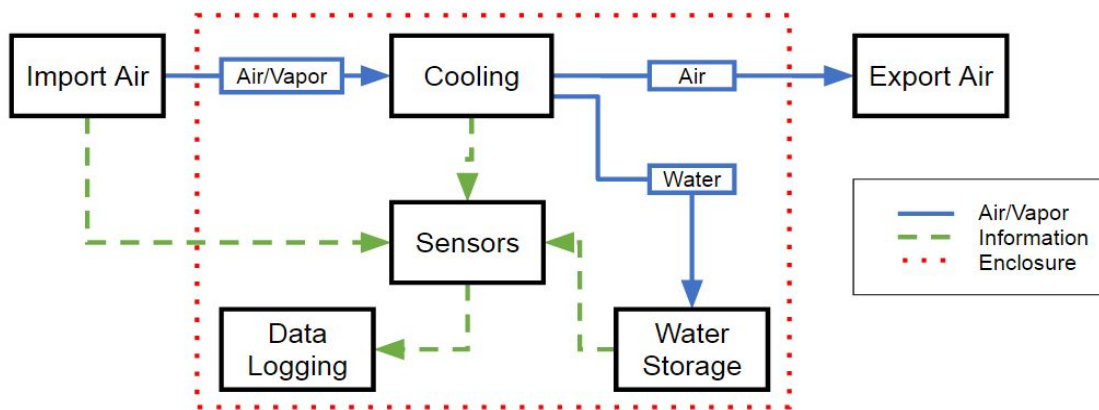 Import Air
Air/Vapor
Cooling
Air
Export Air
Water
Sensors
Data
Logging
Water
Storage
Air/Vapor
Information
Enclosure